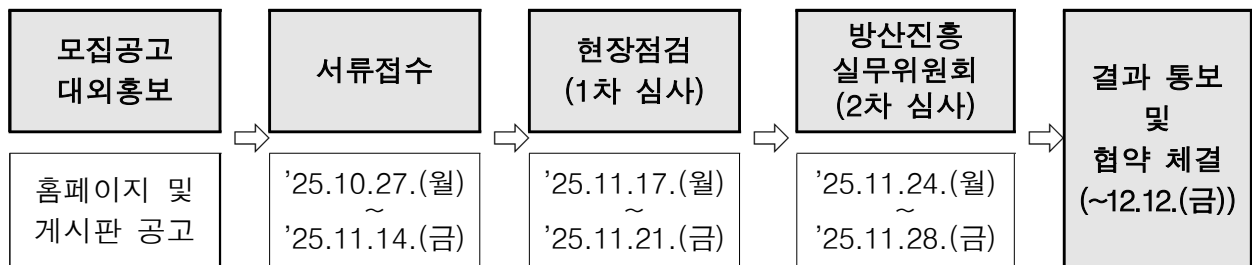 모집공고
대외홍보
홈페이지 및
게시판 공고
서류접수
’25.10.27.(월)
~
’25.11.14.(금)
현장점검
(1차 심사)
’25.11.17.(월)
~
’25.11.21.(금)
방산진흥
실무위원회
(2차 심사)
’25.11.24.(월)
~
’25.11.28.(금)
결과 통보
및
협약 체결
(~12.12.(금))